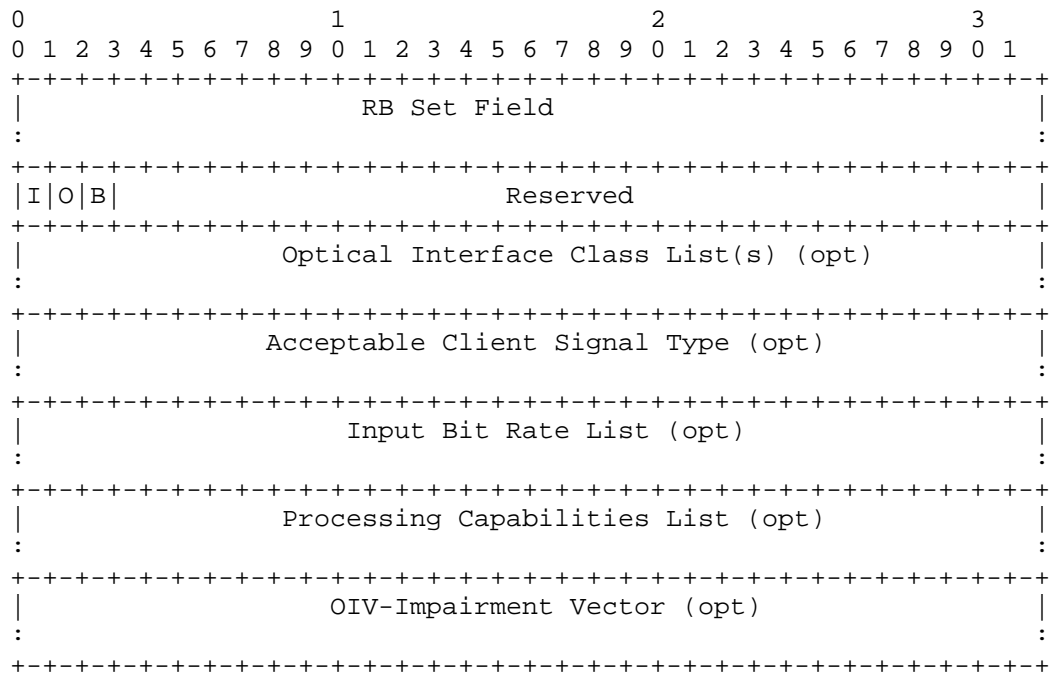 0                   1                   2                   3
0 1 2 3 4 5 6 7 8 9 0 1 2 3 4 5 6 7 8 9 0 1 2 3 4 5 6 7 8 9 0 1
+-+-+-+-+-+-+-+-+-+-+-+-+-+-+-+-+-+-+-+-+-+-+-+-+-+-+-+-+-+-+-+-+
|                     RB Set Field                              |
:                                                               :
+-+-+-+-+-+-+-+-+-+-+-+-+-+-+-+-+-+-+-+-+-+-+-+-+-+-+-+-+-+-+-+-+
|I|O|B|                        Reserved                         |
+-+-+-+-+-+-+-+-+-+-+-+-+-+-+-+-+-+-+-+-+-+-+-+-+-+-+-+-+-+-+-+-+
|                Optical Interface Class List(s) (opt)          |
:                                                               :
+-+-+-+-+-+-+-+-+-+-+-+-+-+-+-+-+-+-+-+-+-+-+-+-+-+-+-+-+-+-+-+-+
|               Acceptable Client Signal Type (opt)             |
:                                                               :
+-+-+-+-+-+-+-+-+-+-+-+-+-+-+-+-+-+-+-+-+-+-+-+-+-+-+-+-+-+-+-+-+
|                    Input Bit Rate List (opt)                  |
:                                                               :
+-+-+-+-+-+-+-+-+-+-+-+-+-+-+-+-+-+-+-+-+-+-+-+-+-+-+-+-+-+-+-+-+
|                Processing Capabilities List (opt)             |
:                                                               :
+-+-+-+-+-+-+-+-+-+-+-+-+-+-+-+-+-+-+-+-+-+-+-+-+-+-+-+-+-+-+-+-+
|                   OIV-Impairment Vector (opt)                 |
:                                                               :
+-+-+-+-+-+-+-+-+-+-+-+-+-+-+-+-+-+-+-+-+-+-+-+-+-+-+-+-+-+-+-+-+